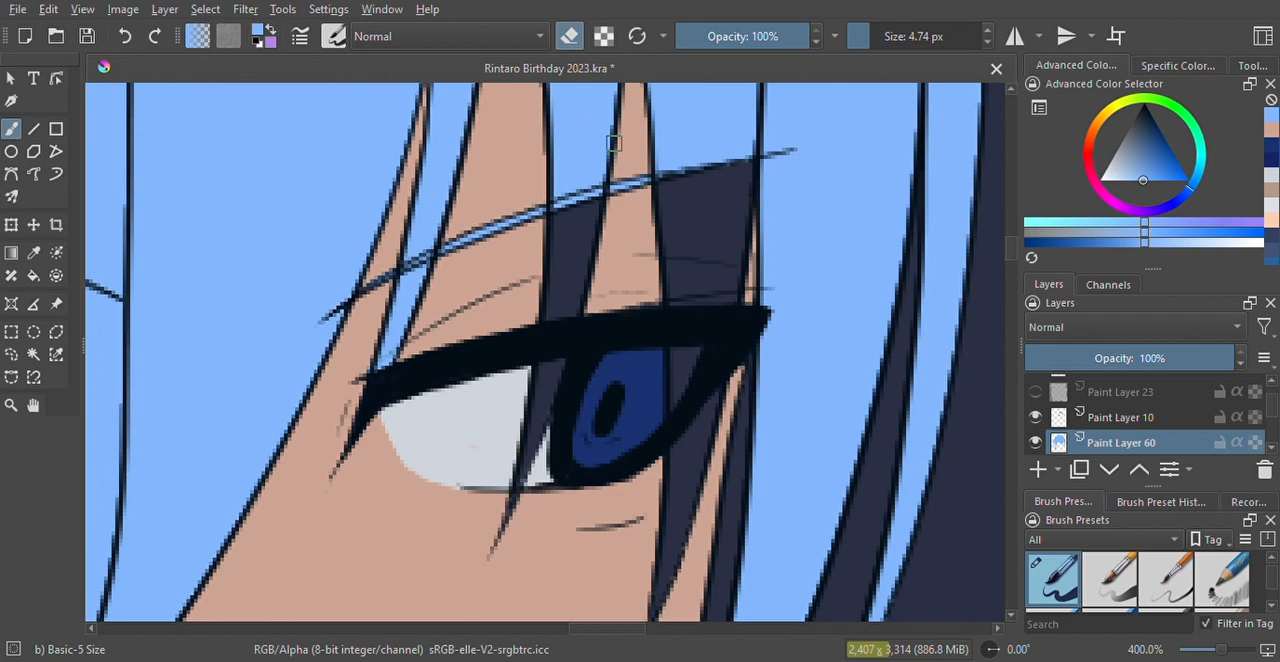 File Edit View Image Layer Select Filter Tools Settings Window Help
Normal Opacity: 100% Size: 4.74 px
Rintaro Birthday 2023.kra *
Advanced Colo... Specific Color... Tool...
Advanced Color Selector
Layers Channels
Layers
Normal
Opacity: 100%
Paint Layer 23
Paint Layer 10
Paint Layer 60
Brush Pres... Brush Preset Hist... Recor...
Brush Presets
All Tag
Search Filter in Tag
b) Basic-5 Size RGB/Alpha (8-bit integer/channel) sRGB-elle-V2-srgbtrc.icc 2,407 x 3,314 (886.8 MiB) 0.00° 400.0%